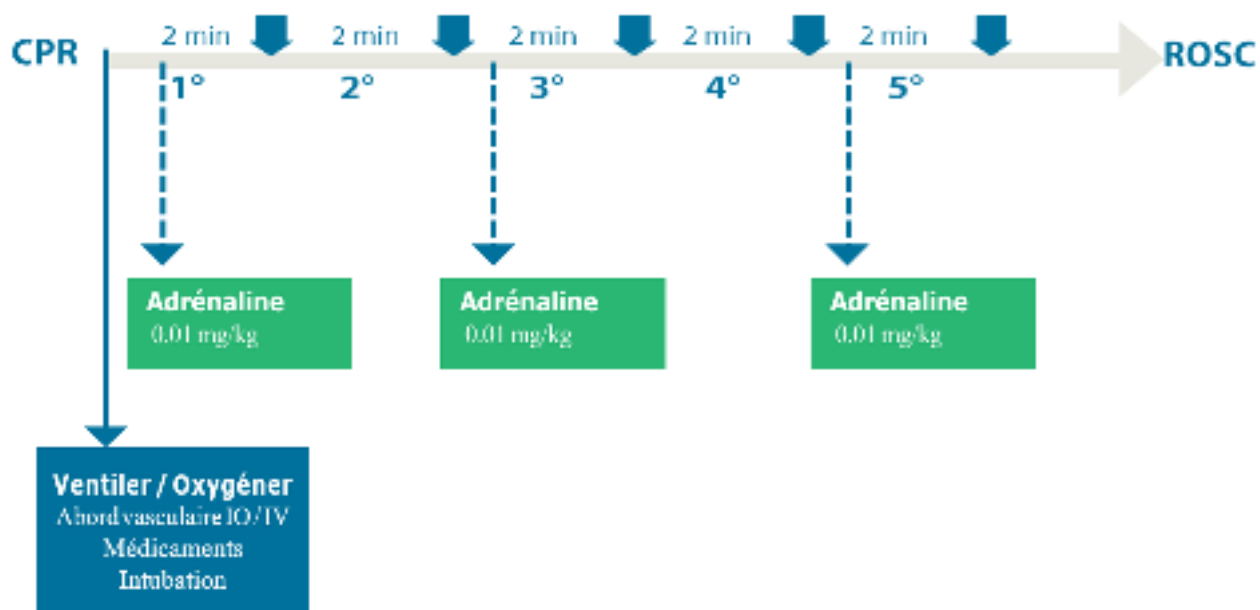 CPR
2 min
2 min
2 min
2 min
2 min
ROSC
1°
2°
3°
4°
5°
Adrénaline
0.01 mg/kg
Adrénaline
0.01 mg/kg
Adrénaline
0.01 mg/kg
Ventiler / Oxygéner
Abord vasculaire IO/IV
Médicaments
Intubation